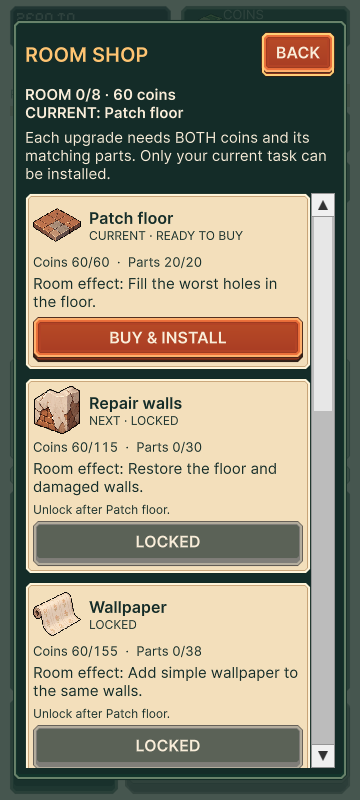 COINS
ROOM SHOP
BACK
ROOM 0/8 · 60 coins
CURRENT: Patch floor
Each upgrade needs BOTH coins and its
matching parts. Only your current task can
be installed.
Patch floor
CURRENT · READY TO BUY
Coins 60/60 · Parts 20/20
Room effect: Fill the worst holes in
the floor.
BUY & INSTALL
Repair walls
NEXT · LOCKED
Coins 60/115 · Parts 0/30
Room effect: Restore the floor and
damaged walls.
Unlock after Patch floor.
LOCKED
Wallpaper
LOCKED
Coins 60/155 · Parts 0/38
Room effect: Add simple wallpaper to
the same walls.
Unlock after Patch floor.
LOCKED